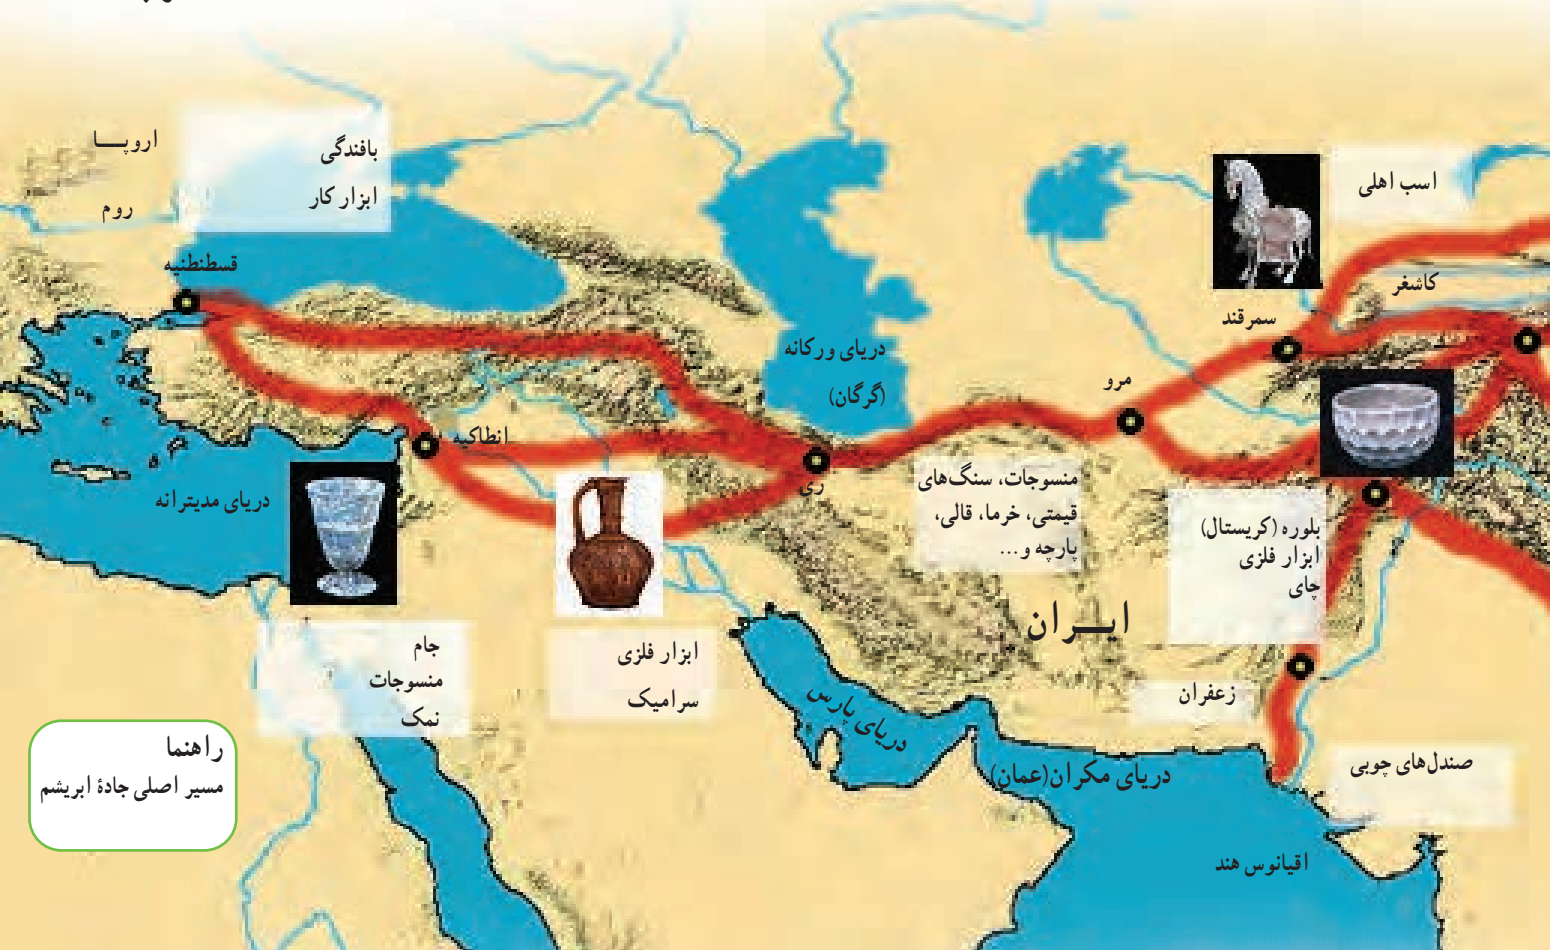 اروپـــا
روم
بافندگی
ابزار کار
قسطنطنیه
اسب اهلی
کاشغر
سمرقند
دریای ورکانه
(گرگان)
مرو
انطاکیه
ری
دریای مدیترانه
منسوجات، سنگ‌های
قیمتی، خرما، قالی،
پارچه و...
بلوره (کریستال)
ابزار فلزی
چای
ایــران
جام
منسوجات
نمک
ابزار فلزی
سرامیک
زعفران
دریای پارس
دریای مکران(عمان)
صندل‌های چوبی
اقیانوس هند
راهنما
مسیر اصلی جادهٔ ابریشم